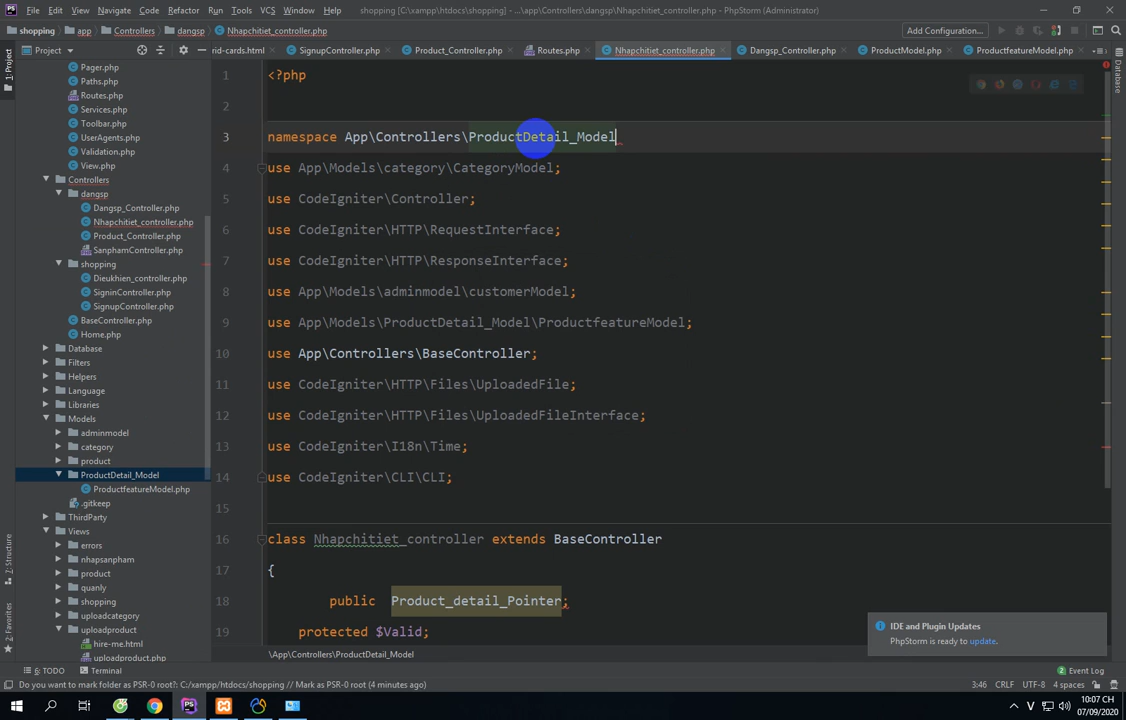 File Edit View Navigate Code Refactor Run Tools VCS Window Help shopping [C:\xampp\htdocs\shopping] - ...\app\Controllers\dangsp\Nhapchitiet_controller.php - PhpStorm (Administrator)
shopping app Controllers dangsp Nhapchitiet_controller.php Add Configuration...
Project rid-cards.html SignupController.php Product_Controller.php Routes.php Nhapchitiet_controller.php Dangsp_Controller.php ProductModel.php ProductfeatureModel.php
1: Project
Structure
2: Favorites
Database
Pager.php
Paths.php
Routes.php
Services.php
Toolbar.php
UserAgents.php
Validation.php
View.php
Controllers
dangsp
Dangsp_Controller.php
Nhapchitiet_controller.php
Product_Controller.php
SanphamController.php
shopping
Dieukhien_controller.php
SigninController.php
SignupController.php
BaseController.php
Home.php
Database
Filters
Helpers
Language
Libraries
Models
adminmodel
category
product
ProductDetail_Model
ProductfeatureModel.php
.gitkeep
ThirdParty
Views
errors
nhapsanpham
product
quanly
shopping
uploadcategory
uploadproduct
hire-me.html
uploadproduct.php
1 <?php
2
3 namespace App\Controllers\ProductDetail_Model
4 use App\Models\category\CategoryModel;
5 use CodeIgniter\Controller;
6 use CodeIgniter\HTTP\RequestInterface;
7 use CodeIgniter\HTTP\ResponseInterface;
8 use App\Models\adminmodel\customerModel;
9 use App\Models\ProductDetail_Model\ProductfeatureModel;
10 use App\Controllers\BaseController;
11 use CodeIgniter\HTTP\Files\UploadedFile;
12 use CodeIgniter\HTTP\Files\UploadedFileInterface;
13 use CodeIgniter\I18n\Time;
14 use CodeIgniter\CLI\CLI;
15
16 class Nhapchitiet_controller extends BaseController
17 {
18 public Product_detail_Pointer;
19 protected $Valid;
IDE and Plugin Updates
PhpStorm is ready to update.
\App\Controllers\ProductDetail_Model
6: TODO Terminal Event Log
Do you want to mark folder as PSR-0 root?: C:/xampp/htdocs/shopping // Mark as PSR-0 root (4 minutes ago) 3:46 CRLF UTF-8 4 spaces
V 10:07 CH
07/09/2020